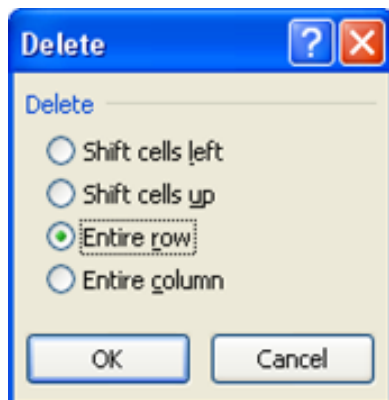 Delete
Delete
Shift cells left
Shift cells up
Entire row
Entire column
OK
Cancel